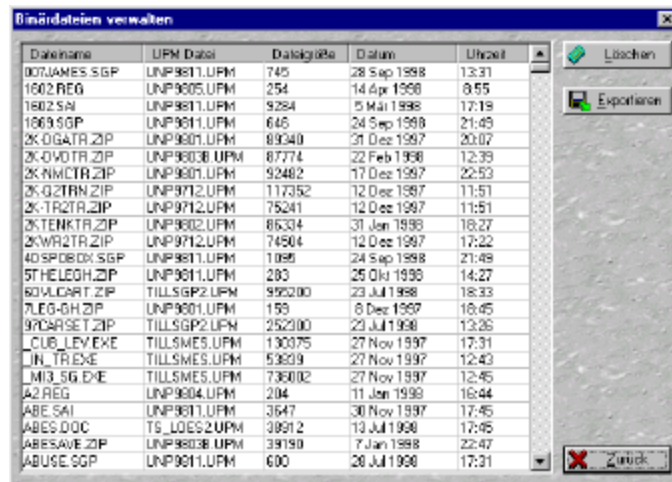 Binärdateien verwalten
Dateiname UPM Datei Dateigröße Datum Uhrzeit
007JAMES.SGP UNP9811.UPM 745 28 Sep 1998 13:31
1602.REG UNP9805.UPM 254 14 Apr 1998 8:55
1602.SAI UNP9811.UPM 9284 5 Mai 1998 17:19
1869.SGP UNP9811.UPM 646 24 Sep 1998 21:49
2K-DGATR.ZIP UNP9801.UPM 89340 31 Dez 1997 20:07
2K-DVDTR.ZIP UNP9803B.UPM 87774 22 Feb 1998 12:39
2K-NMCTR.ZIP UNP9801.UPM 92482 17 Dez 1997 22:53
2K-Q2TRN.ZIP UNP9712.UPM 117352 12 Dez 1997 11:51
2K-TR2TR.ZIP UNP9712.UPM 75241 12 Dez 1997 11:51
2KTENKTR.ZIP UNP9802.UPM 86334 31 Jan 1998 18:27
2KWR2TR.ZIP UNP9712.UPM 74504 12 Dez 1997 17:22
4DSPDBOX.SGP UNP9811.UPM 1095 24 Sep 1998 21:49
5THELEGH.SGP UNP9811.UPM 283 25 Okt 1998 14:27
60VLCART.ZIP TILLSGP2.UPM 955200 23 Jul 1998 18:33
7LEG-GH.ZIP UNP9801.UPM 159 8 Dez 1997 18:45
97CARSET.ZIP TILLSGP2.UPM 252300 23 Jul 1998 13:26
_CUB_LEV.EXE TILLSMES.UPM 130375 27 Nov 1997 17:31
_IN_TR.EXE TILLSMES.UPM 53839 27 Nov 1997 12:43
_MI3_SG.EXE TILLSMES.UPM 736002 27 Nov 1997 12:45
A2.REG UNP9804.UPM 204 11 Jan 1998 16:44
ABE.SAI UNP9811.UPM 3647 30 Nov 1997 17:45
ABES.DOC TS_LOES2.UPM 38912 13 Jul 1998 17:45
ABESAVE.ZIP UNP9803B.UPM 39190 7 Jan 1998 22:47
ABUSE.SGP UNP9811.UPM 600 28 Jul 1998 17:31
Löschen
Exportieren
Zurück